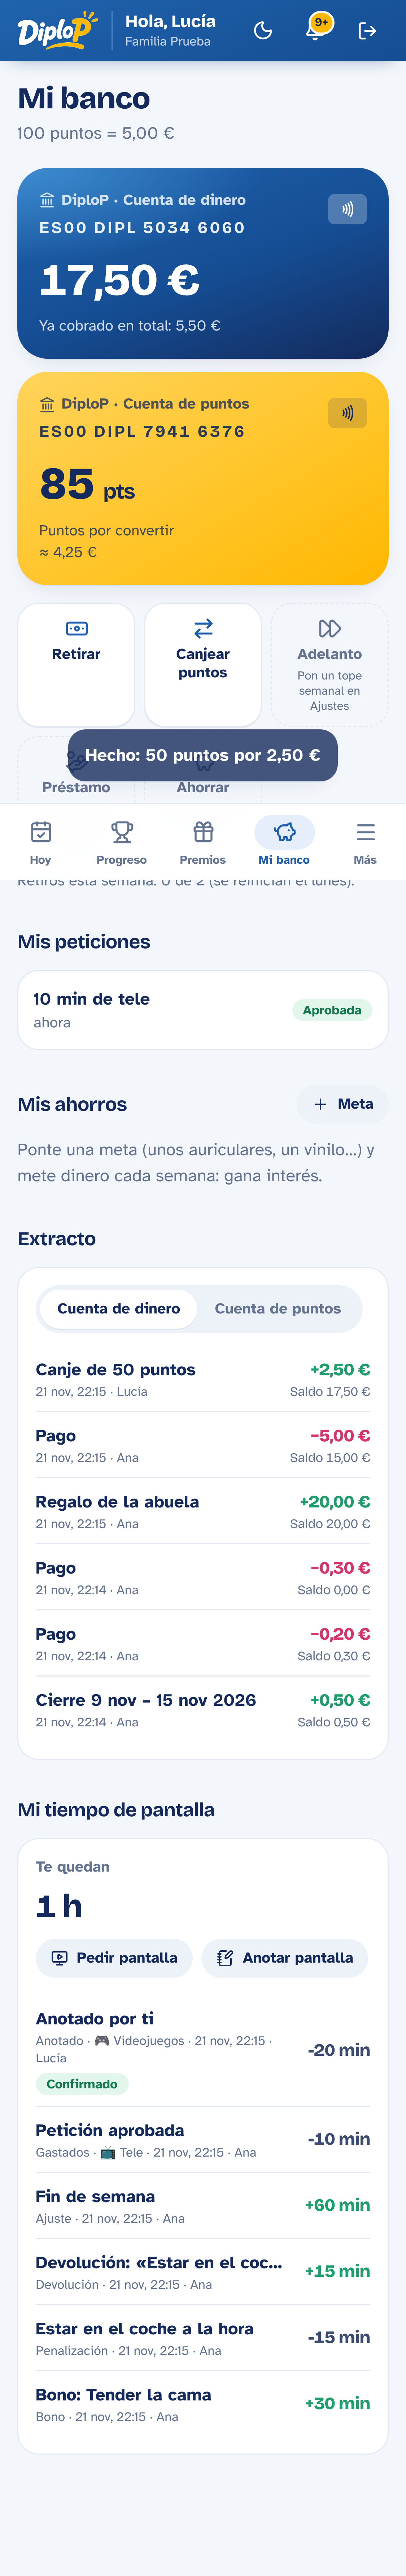 DiploP
Hola, Lucía
Familia Prueba
9+
Mi banco
100 puntos = 5,00 €
DiploP · Cuenta de dinero
ES00 DIPL 5034 6060
17,50 €
Ya cobrado en total: 5,50 €
DiploP · Cuenta de puntos
ES00 DIPL 7941 6376
85 pts
Puntos por convertir
≈ 4,25 €
Retirar
Canjear
puntos
Adelanto
Pon un tope
semanal en
Ajustes
Hecho: 50 puntos por 2,50 €
Préstamo
Ahorrar
Hoy
Progreso
Premios
Mi banco
Más
Retiros esta semana: 0 de 2 (se reinician el lunes).
Mis peticiones
10 min de tele
ahora
Aprobada
Mis ahorros
+ Meta
Ponte una meta (unos auriculares, un vinilo...) y
mete dinero cada semana: gana interés.
Extracto
Cuenta de dinero
Cuenta de puntos
Canje de 50 puntos
+2,50 €
21 nov, 22:15 · Lucía
Saldo 17,50 €
Pago
−5,00 €
21 nov, 22:15 · Ana
Saldo 15,00 €
Regalo de la abuela
+20,00 €
21 nov, 22:15 · Ana
Saldo 20,00 €
Pago
−0,30 €
21 nov, 22:14 · Ana
Saldo 0,00 €
Pago
−0,20 €
21 nov, 22:14 · Ana
Saldo 0,30 €
Cierre 9 nov – 15 nov 2026
+0,50 €
21 nov, 22:14 · Ana
Saldo 0,50 €
Mi tiempo de pantalla
Te quedan
1 h
Pedir pantalla
Anotar pantalla
Anotado por ti
Anotado · 🎮 Videojuegos · 21 nov, 22:15 ·
Lucía
-20 min
Confirmado
Petición aprobada
Gastados · 📺 Tele · 21 nov, 22:15 · Ana
-10 min
Fin de semana
Ajuste · 21 nov, 22:15 · Ana
+60 min
Devolución: «Estar en el coc...
Devolución · 21 nov, 22:15 · Ana
+15 min
Estar en el coche a la hora
Penalización · 21 nov, 22:15 · Ana
-15 min
Bono: Tender la cama
Bono · 21 nov, 22:15 · Ana
+30 min